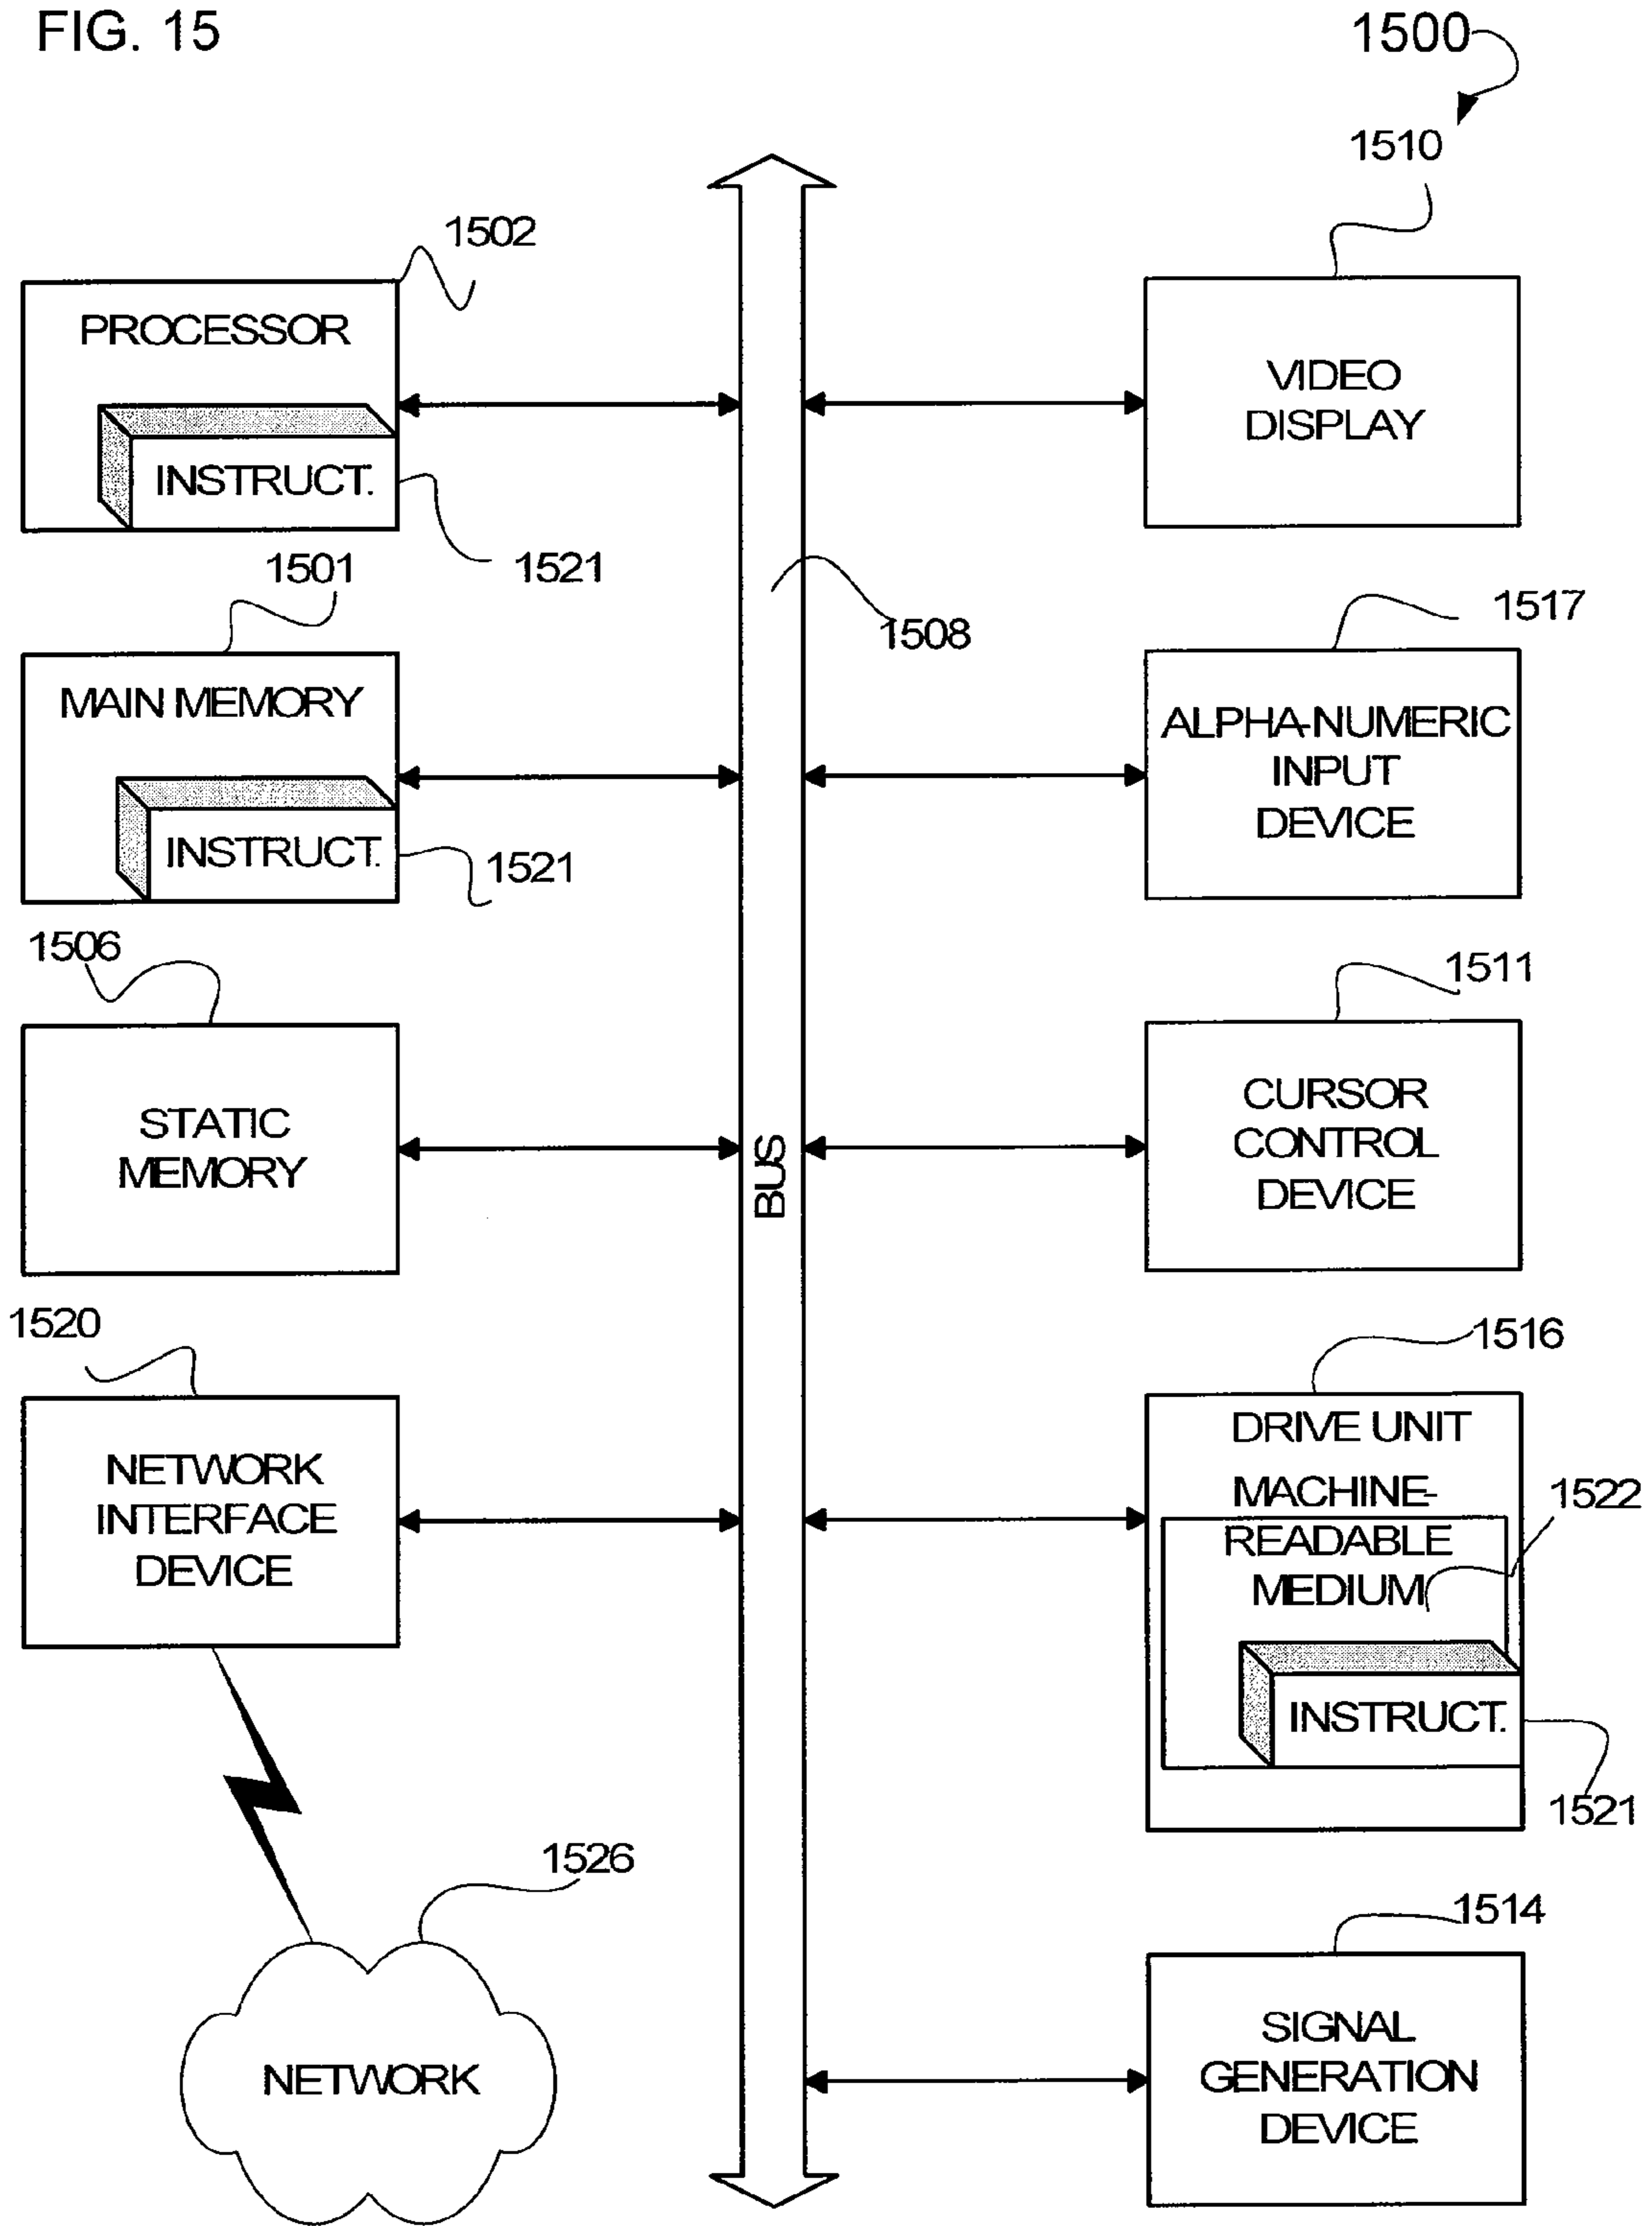 FIG. 15
1500
1510
1502
PROCESSOR
INSTRUCT.
1521
VIDEO
DISPLAY
1501
MAIN MEMORY
INSTRUCT.
1521
1508
1517
ALPHA-NUMERIC
INPUT
DEVICE
1506
STATIC
MEMORY
BUS
1511
CURSOR
CONTROL
DEVICE
1520
NETWORK
INTERFACE
DEVICE
1516
DRIVE UNIT
MACHINE-
READABLE
MEDIUM
1522
INSTRUCT.
1521
1526
NETWORK
1514
SIGNAL
GENERATION
DEVICE